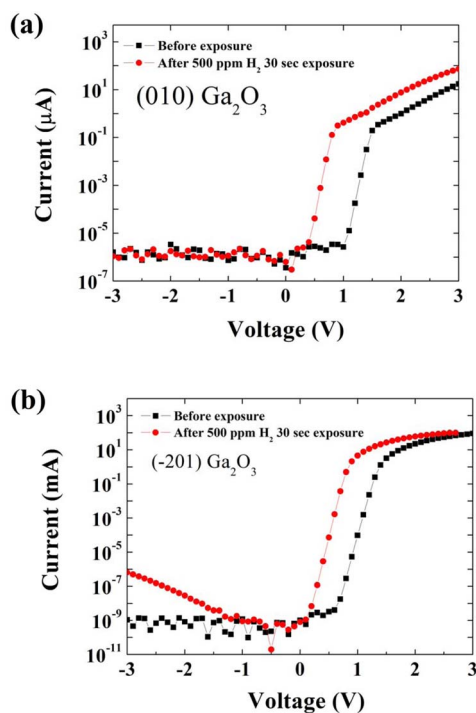 (a)
Before exposure
After 500 ppm H₂ 30 sec exposure
(010) Ga₂O₃
10³
10¹
10⁻¹
10⁻³
10⁻⁵
10⁻⁷
Current (μA)
-3 -2 -1 0 1 2 3
Voltage (V)
(b)
Before exposure
After 500 ppm H₂ 30 sec exposure
(-201) Ga₂O₃
10³
10¹
10⁻¹
10⁻³
10⁻⁵
10⁻⁷
10⁻⁹
10⁻¹¹
Current (mA)
-3 -2 -1 0 1 2 3
Voltage (V)